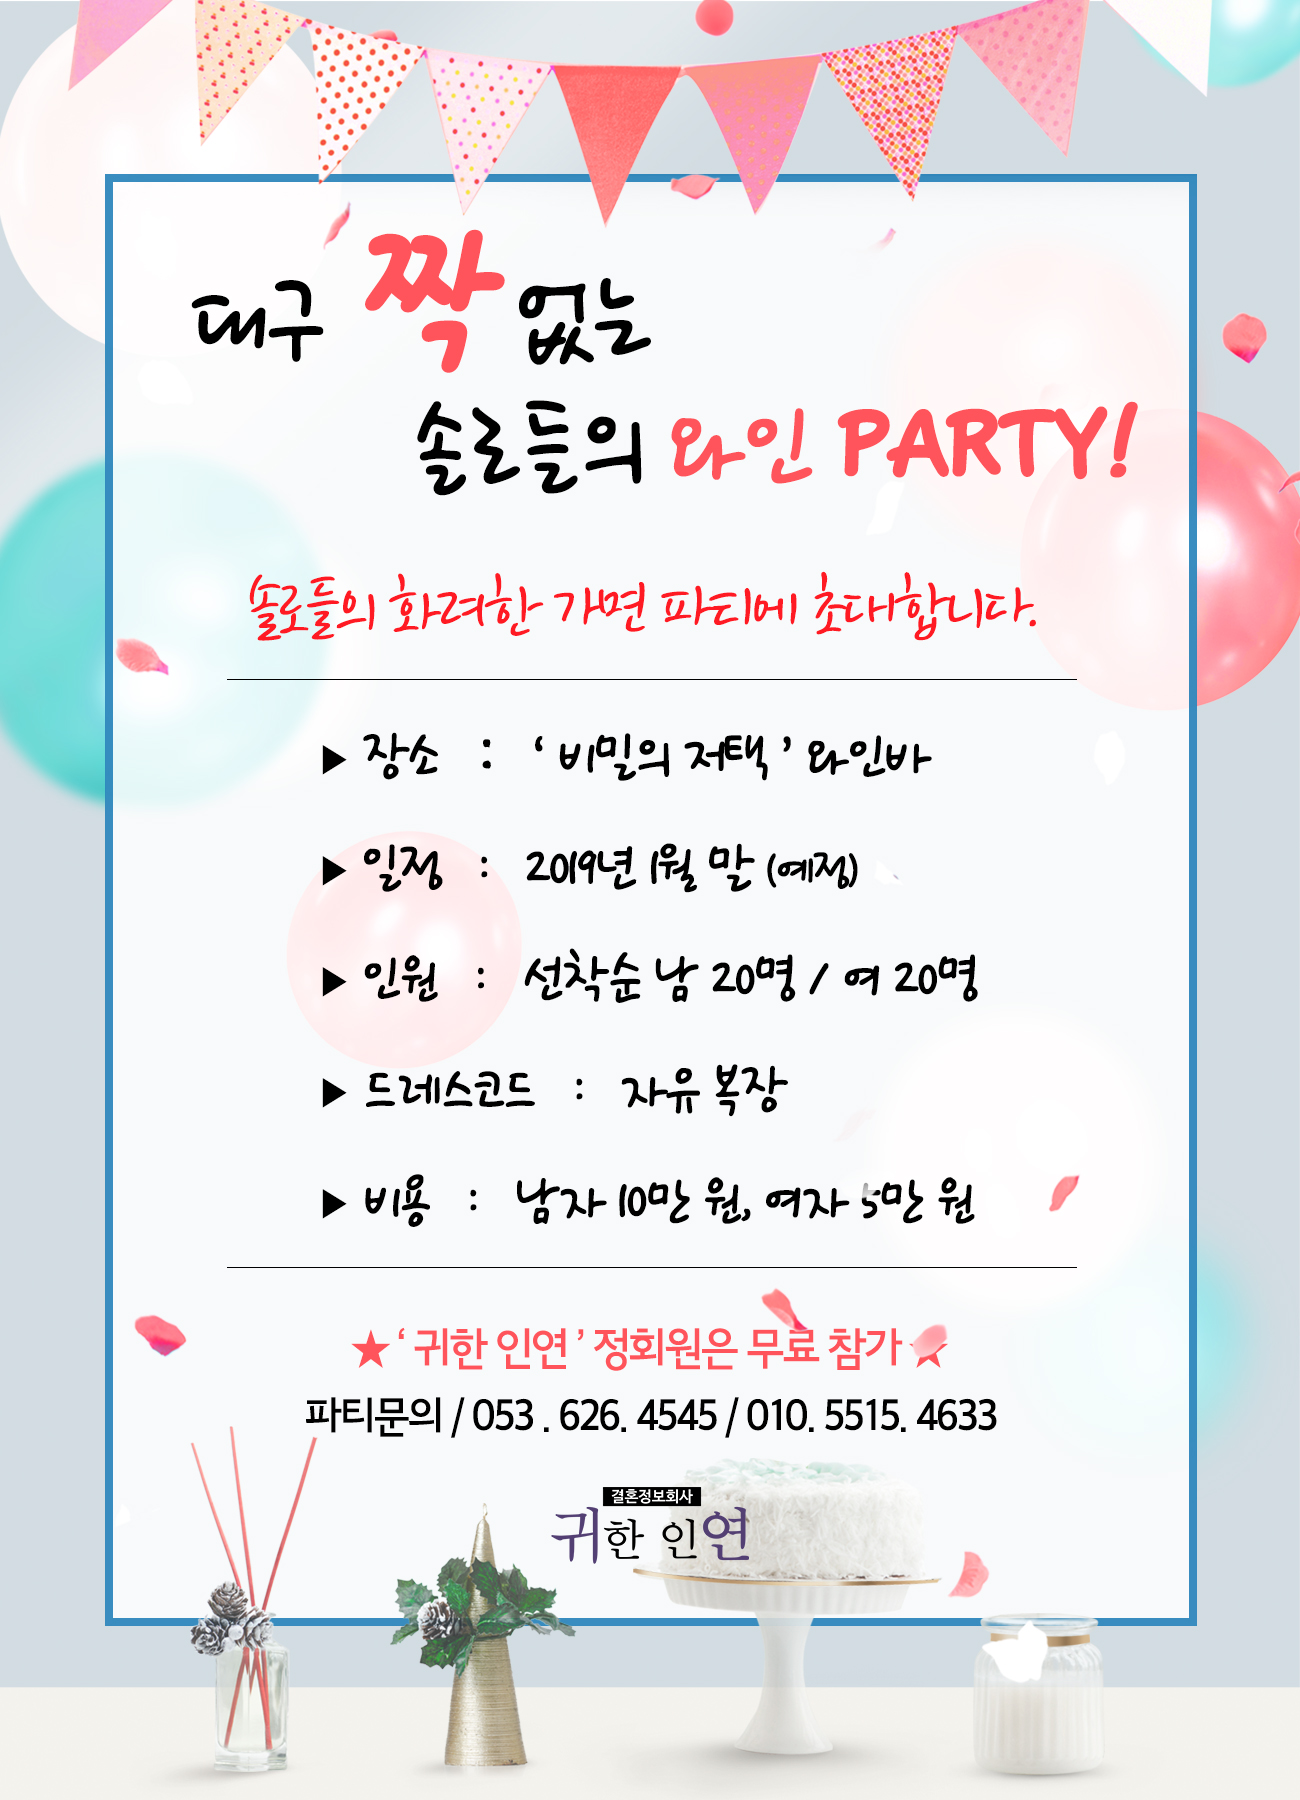 대구 짝 없는
솔로들의 와인 PARTY!
솔로들의 화려한 가면 파티에 초대합니다.
▶ 장소 : ‘ 비밀의 저택 ’ 와인바
▶ 일정 : 2019년 1월 말 (예정)
▶ 인원 : 선착순 남 20명 / 여 20명
▶ 드레스코드 : 자유 복장
▶ 비용 : 남자 10만 원, 여자 5만 원
★ ‘ 귀한 인연 ’ 정회원은 무료 참가 ★
파티문의 / 053 . 626. 4545 / 010. 5515. 4633
결혼정보회사
귀한 인연